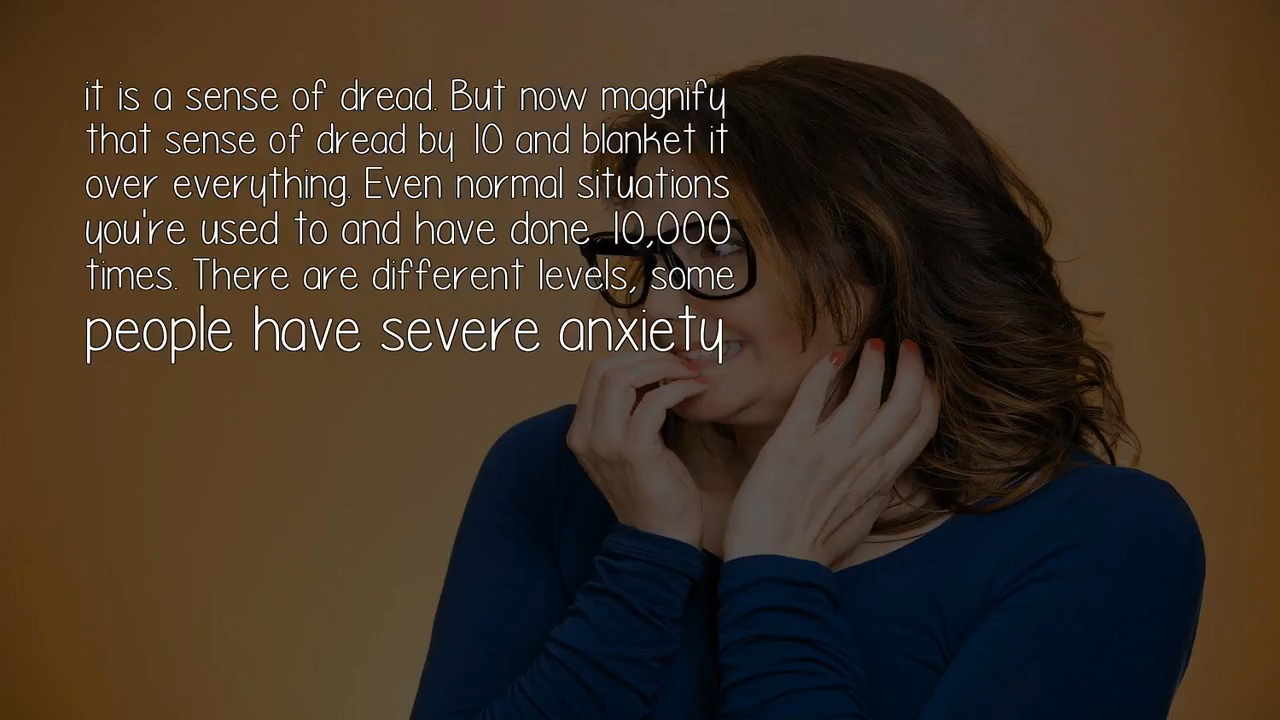 it is a sense of dread. But now magnify
that sense of dread by 10 and blanket it
over everything. Even normal situations
you're used to and have done 10,000
times. There are different levels, some
people have severe anxiety